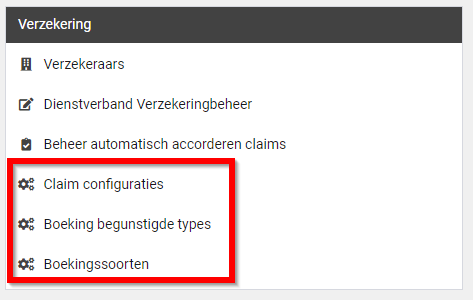 Verzekering
Verzekeraars
Dienstverband Verzekeringbeheer
Beheer automatisch accorderen claims
Claim configuraties
Boeking begunstigde types
Boekingssoorten